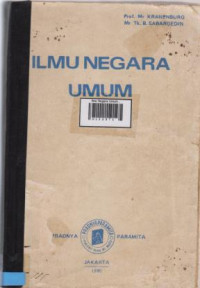 Prof. Mr. KRANENBURG
Mr. Tk. B. SABAROEDIN
ILMU NEGARA
UMUM
PRADNYA
PARAMITA
JAKARTA